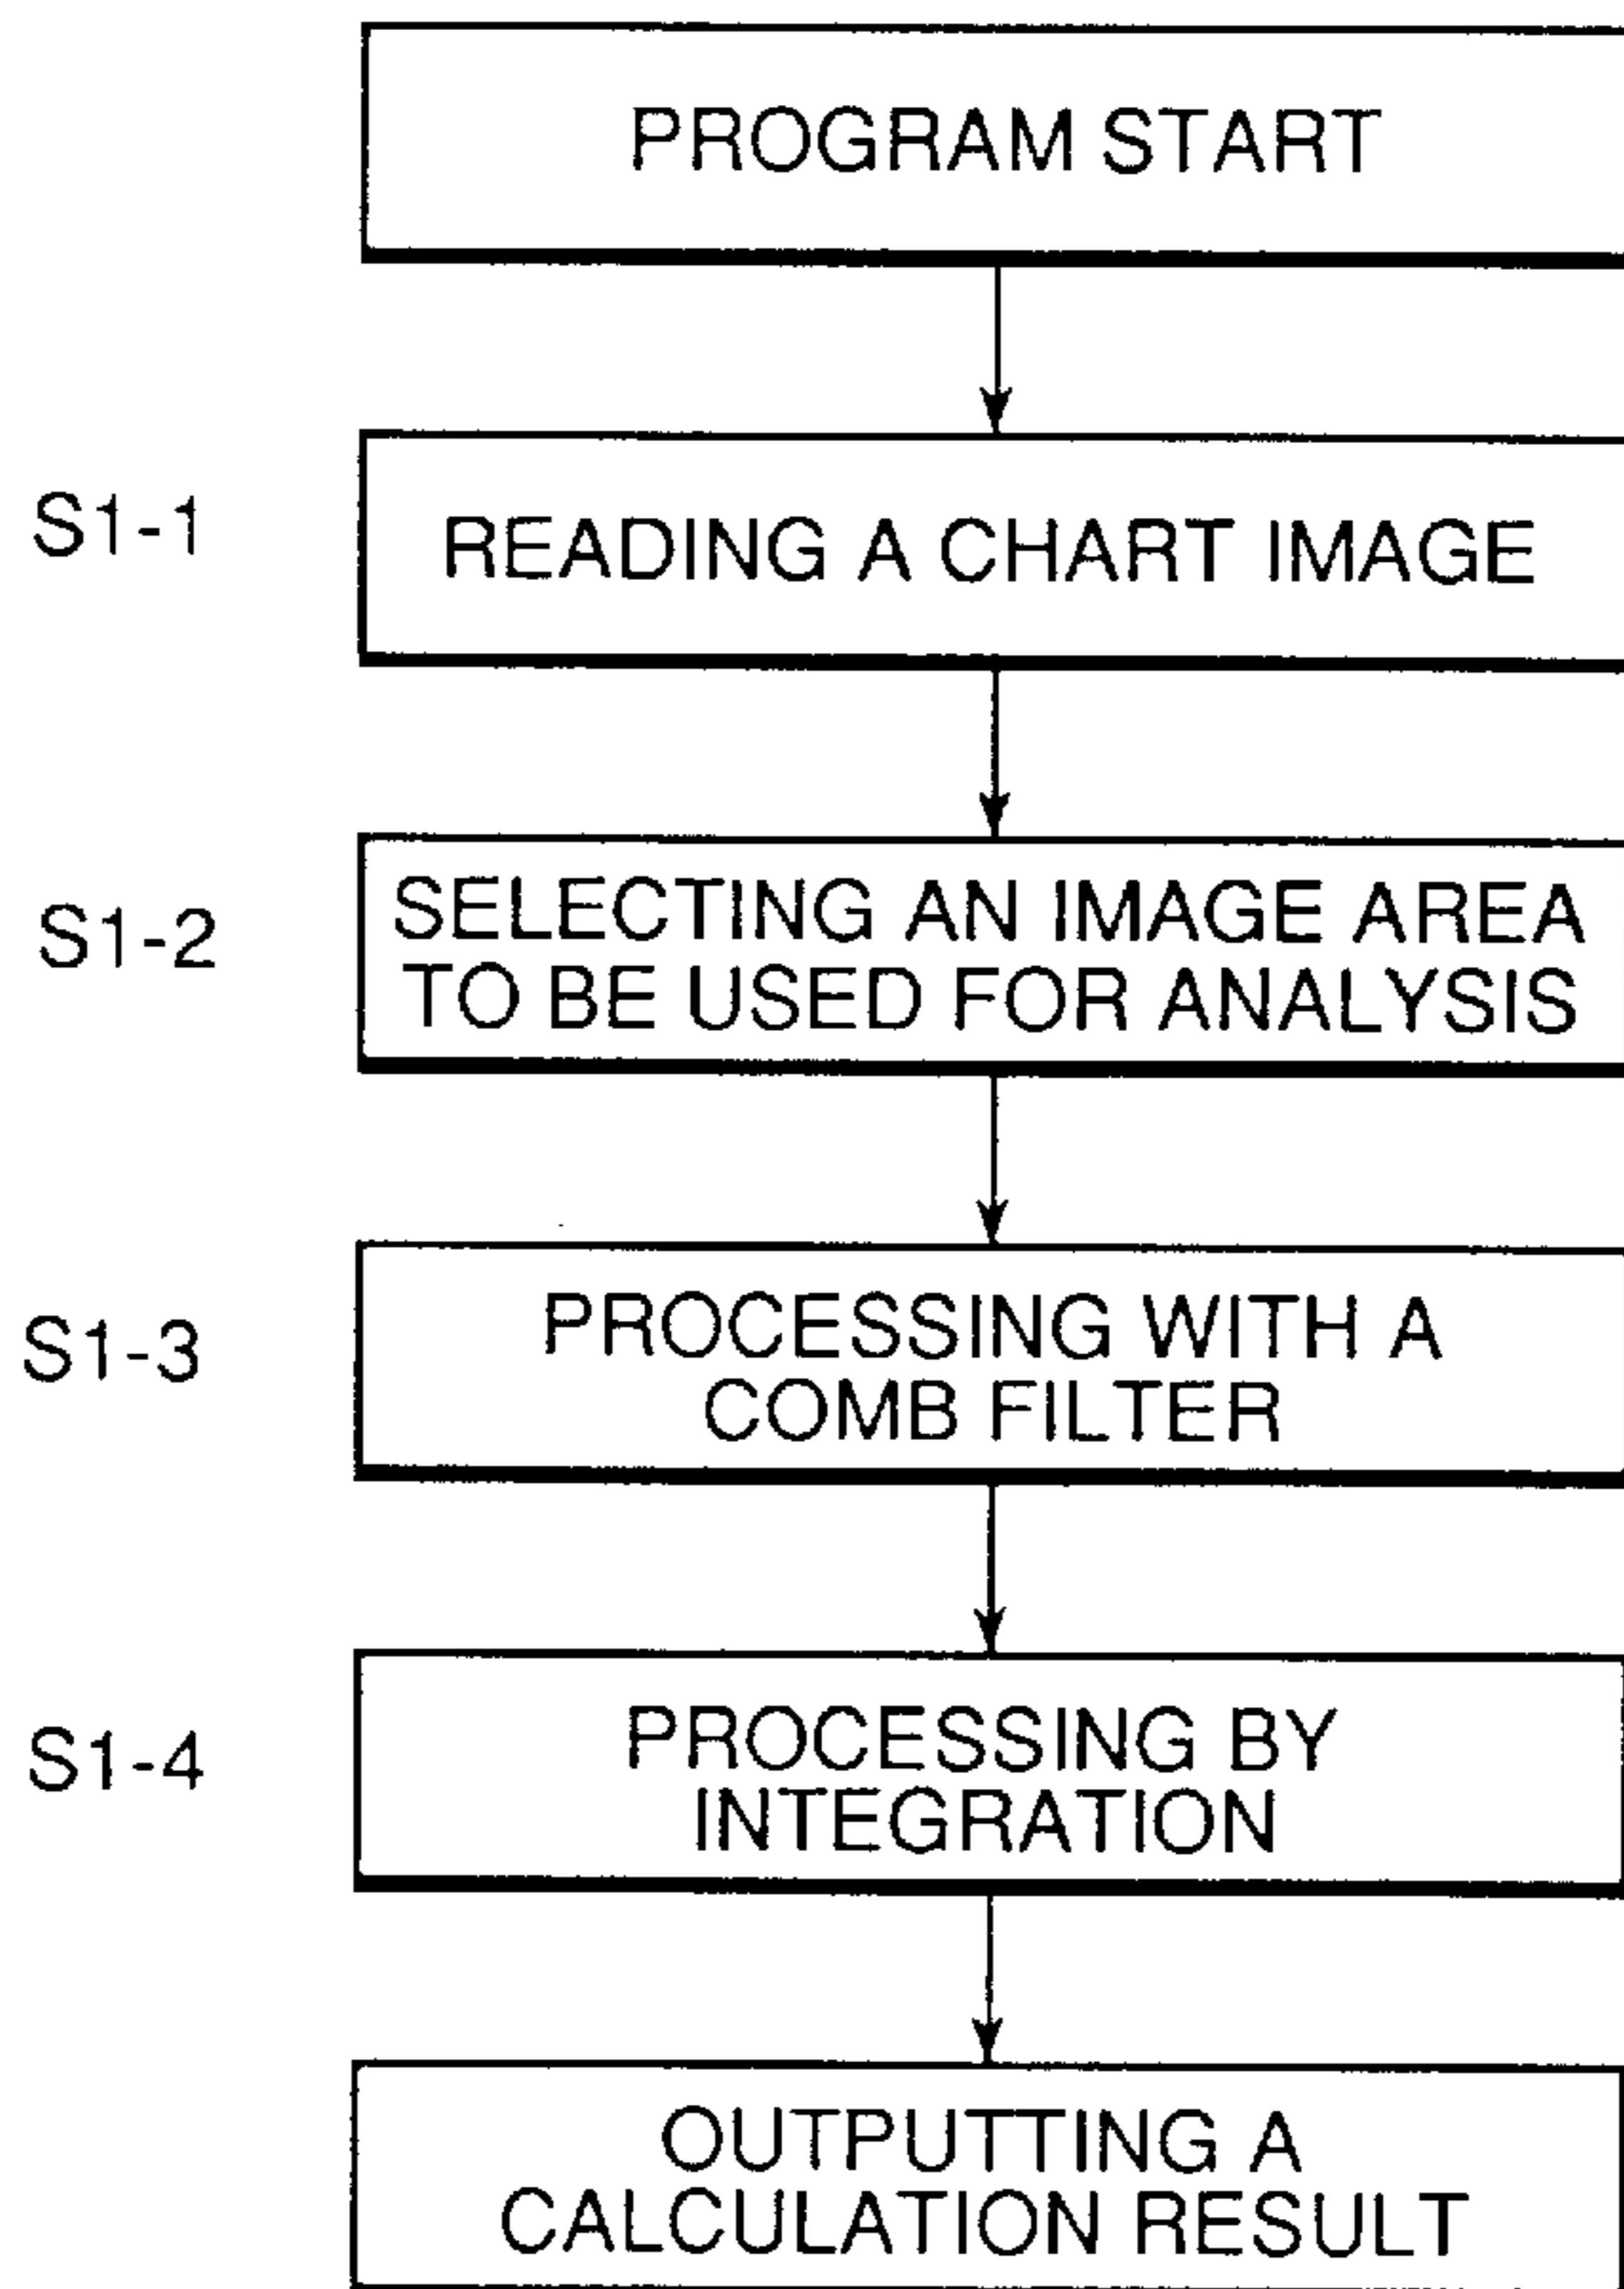 PROGRAM START
S1-1
READING A CHART IMAGE
S1-2
SELECTING AN IMAGE AREA
TO BE USED FOR ANALYSIS
S1-3
PROCESSING WITH A
COMB FILTER
S1-4
PROCESSING BY
INTEGRATION
OUTPUTTING A
CALCULATION RESULT